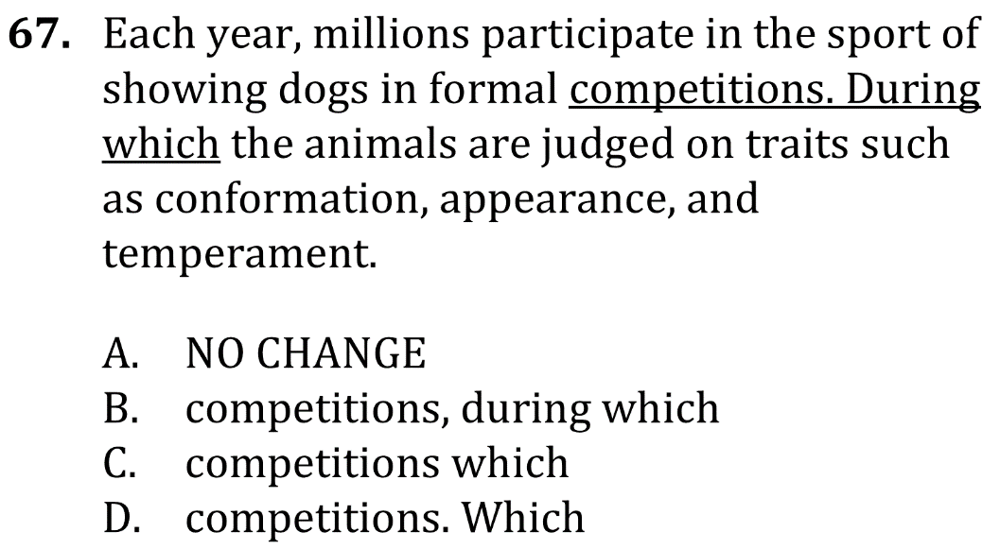 67. Each year, millions participate in the sport of
showing dogs in formal competitions. During
which the animals are judged on traits such
as conformation, appearance, and
temperament.
A. NO CHANGE
B. competitions, during which
C. competitions which
D. competitions. Which